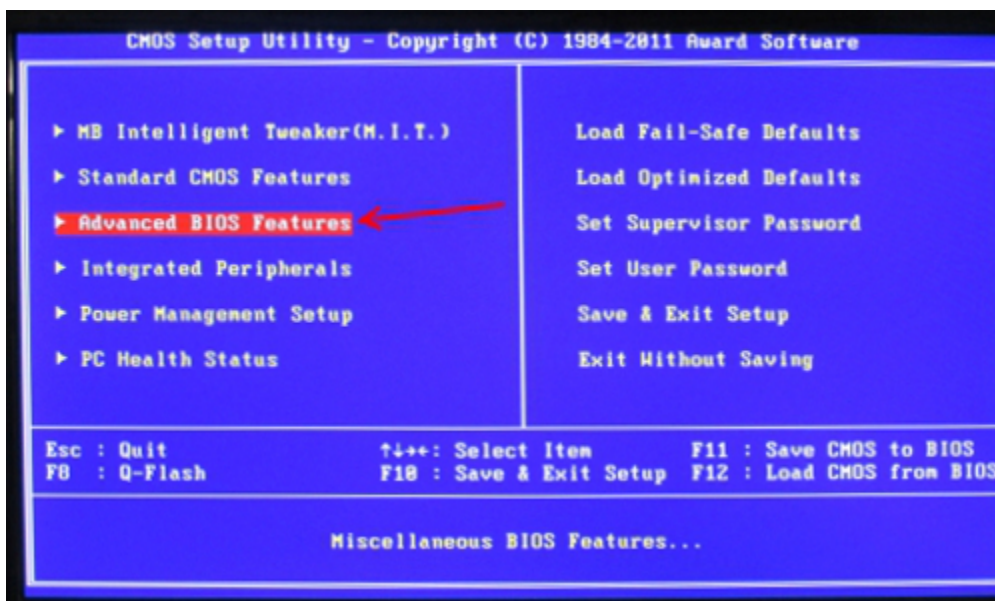 CMOS Setup Utility - Copyright (C) 1984-2011 Award Software
► MB Intelligent Tweaker(M.I.T.)
► Standard CMOS Features
► Advanced BIOS Features
► Integrated Peripherals
► Power Management Setup
► PC Health Status
Load Fail-Safe Defaults
Load Optimized Defaults
Set Supervisor Password
Set User Password
Save & Exit Setup
Exit Without Saving
Esc : Quit ↑↓→←: Select Item F11 : Save CMOS to BIOS
F8 : Q-Flash F10 : Save & Exit Setup F12 : Load CMOS from BIOS
Miscellaneous BIOS Features...